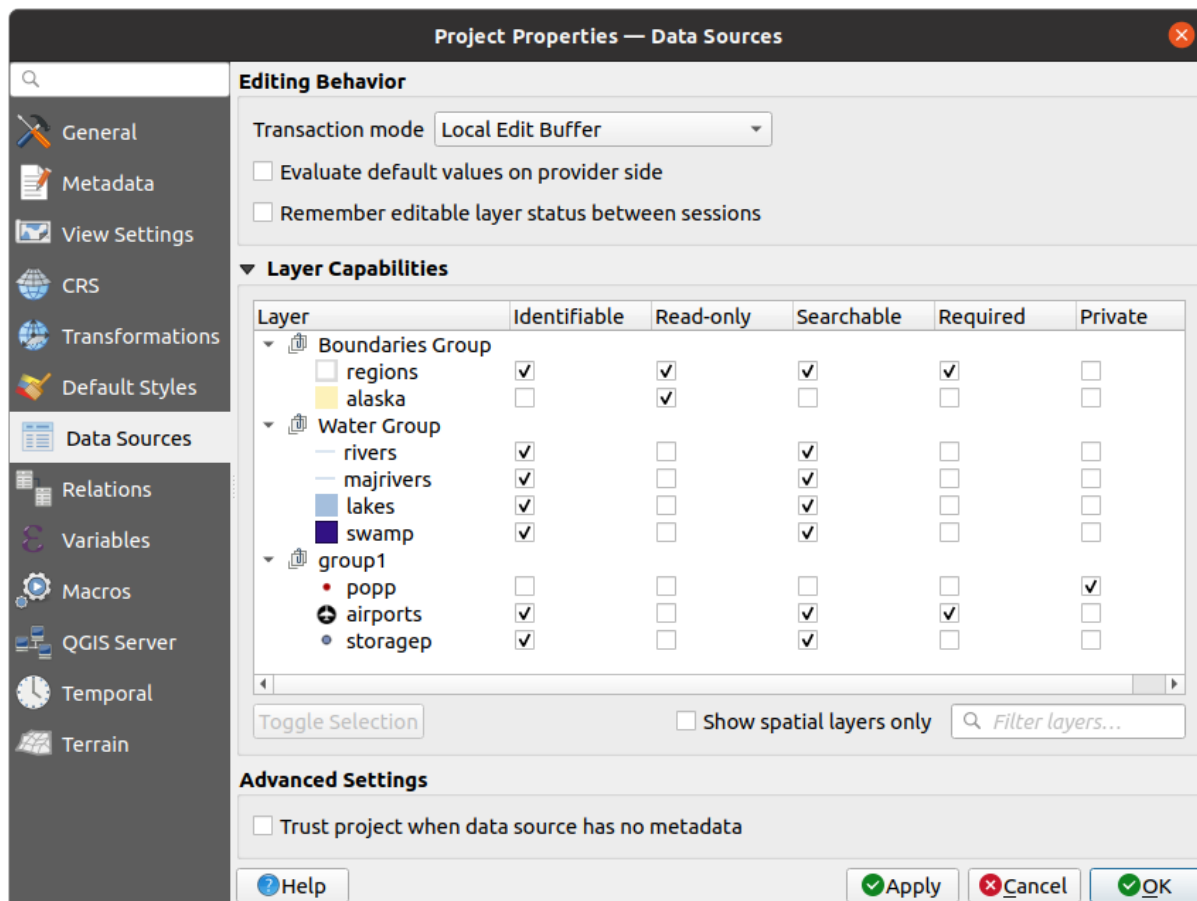 Project Properties — Data Sources
General
Metadata
View Settings
CRS
Transformations
Default Styles
Data Sources
Relations
Variables
Macros
QGIS Server
Temporal
Terrain
Editing Behavior
Transaction mode Local Edit Buffer
Evaluate default values on provider side
Remember editable layer status between sessions
Layer Capabilities
Layer Identifiable Read-only Searchable Required Private
Boundaries Group
regions
alaska
Water Group
rivers
majrivers
lakes
swamp
group1
popp
airports
storagep
Toggle Selection Show spatial layers only Filter layers...
Advanced Settings
Trust project when data source has no metadata
Help Apply Cancel OK